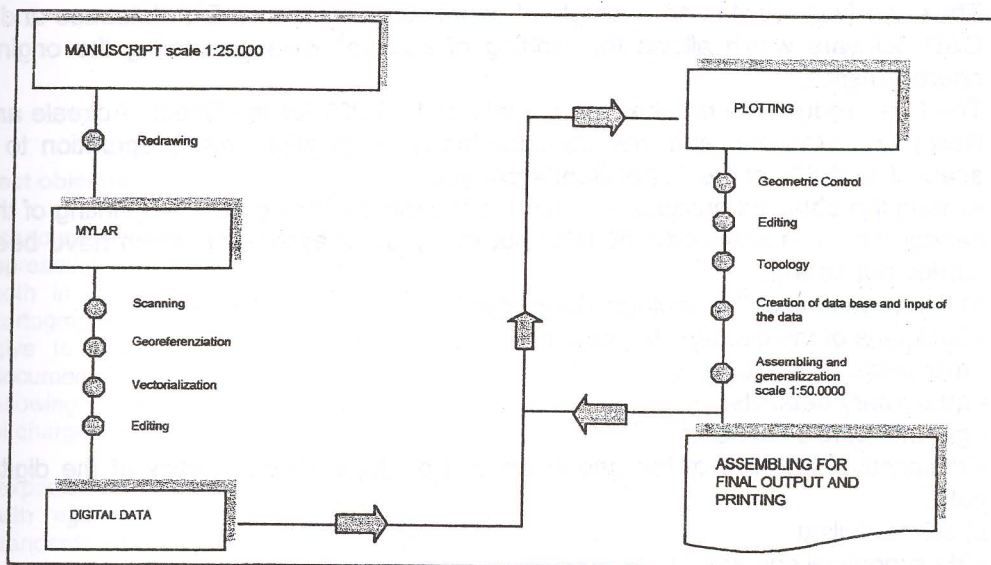 MANUSCRIPT scale 1:25.000
Redrawing
MYLAR
Scanning
Georeferenziation
Vectorialization
Editing
DIGITAL DATA
PLOTTING
Geometric Control
Editing
Topology
Creation of data base and input of
the data
Assembling and
generalizzation
scale 1:50.0000
ASSEMBLING FOR
FINAL OUTPUT AND
PRINTING